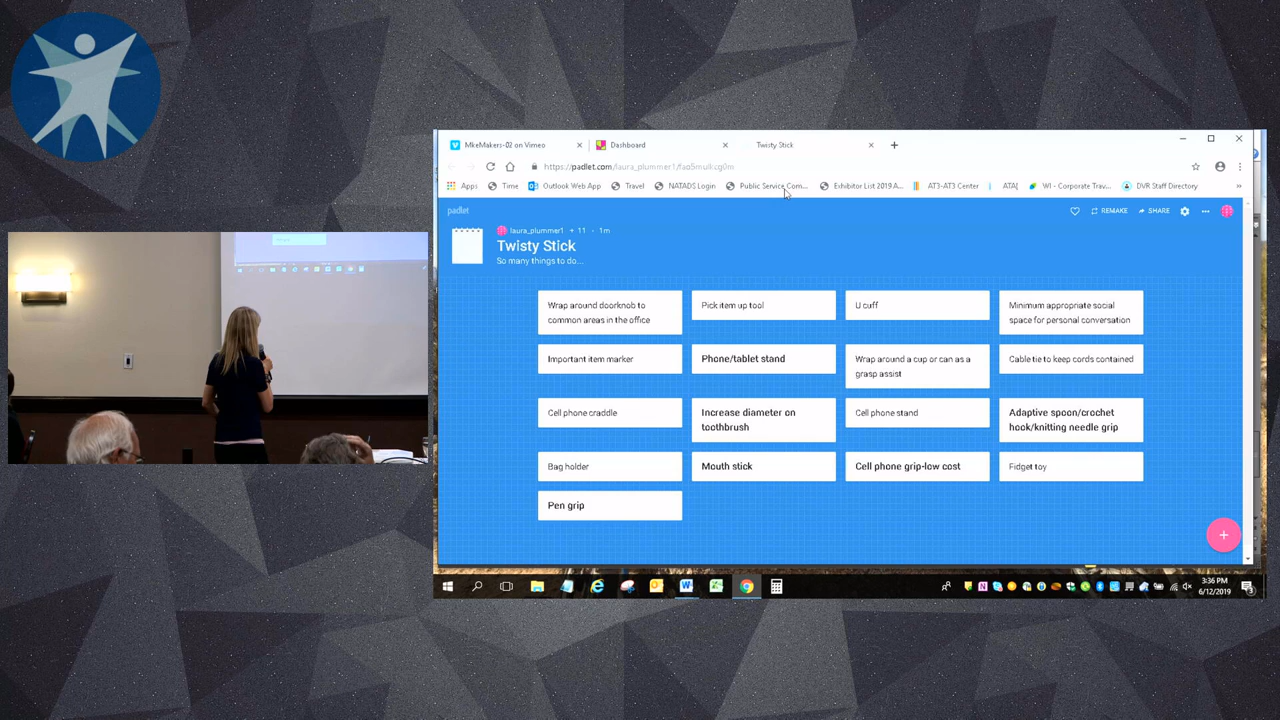 MkeMakers-02 on Vimeo
Dashboard
Twisty Stick
Apps
Time
Outlook Web App
Travel
NATADS Login
Public Service Com...
Exhibitor List 2019 A...
AT3-AT3 Center
ATA[
WI - Corporate Trav...
DVR Staff Directory
»
padlet
REMAKE
SHARE
laura_plummer1 + 11 · 1m
Twisty Stick
So many things to do...
Wrap around doorknob to
common areas in the office
Pick item up tool
U cuff
Minimum appropriate social
space for personal conversation
Important item marker
Phone/tablet stand
Wrap around a cup or can as a
grasp assist
Cable tie to keep cords contained
Cell phone craddle
Increase diameter on
toothbrush
Cell phone stand
Adaptive spoon/crochet
hook/knitting needle grip
Bag holder
Mouth stick
Cell phone grip-low cost
Fidget toy
Pen grip
3:36 PM
6/12/2019